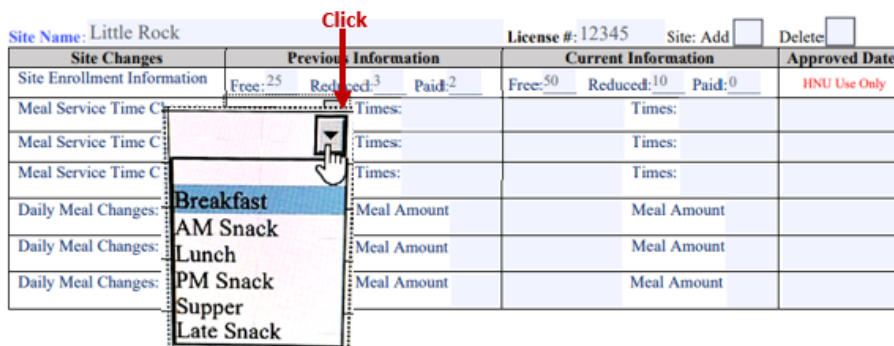 Click
Site Name: Little Rock License #: 12345 Site: Add Delete
Site Changes Previous Information Current Information Approved Date
Site Enrollment Information Free: 25 Reduced: 3 Paid: 2 Free: 50 Reduced: 10 Paid: 0 HNU Use Only
Meal Service Time C Times: Times:
Meal Service Time C Times: Times:
Meal Service Time C Times: Times:
Daily Meal Changes: Meal Amount Meal Amount
Daily Meal Changes: Meal Amount Meal Amount
Daily Meal Changes: Meal Amount Meal Amount
Breakfast
AM Snack
Lunch
PM Snack
Supper
Late Snack